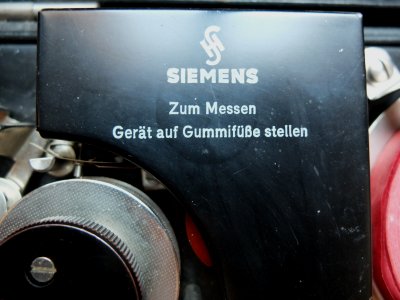 SIEMENS
Zum Messen
Gerät auf Gummifüße stellen